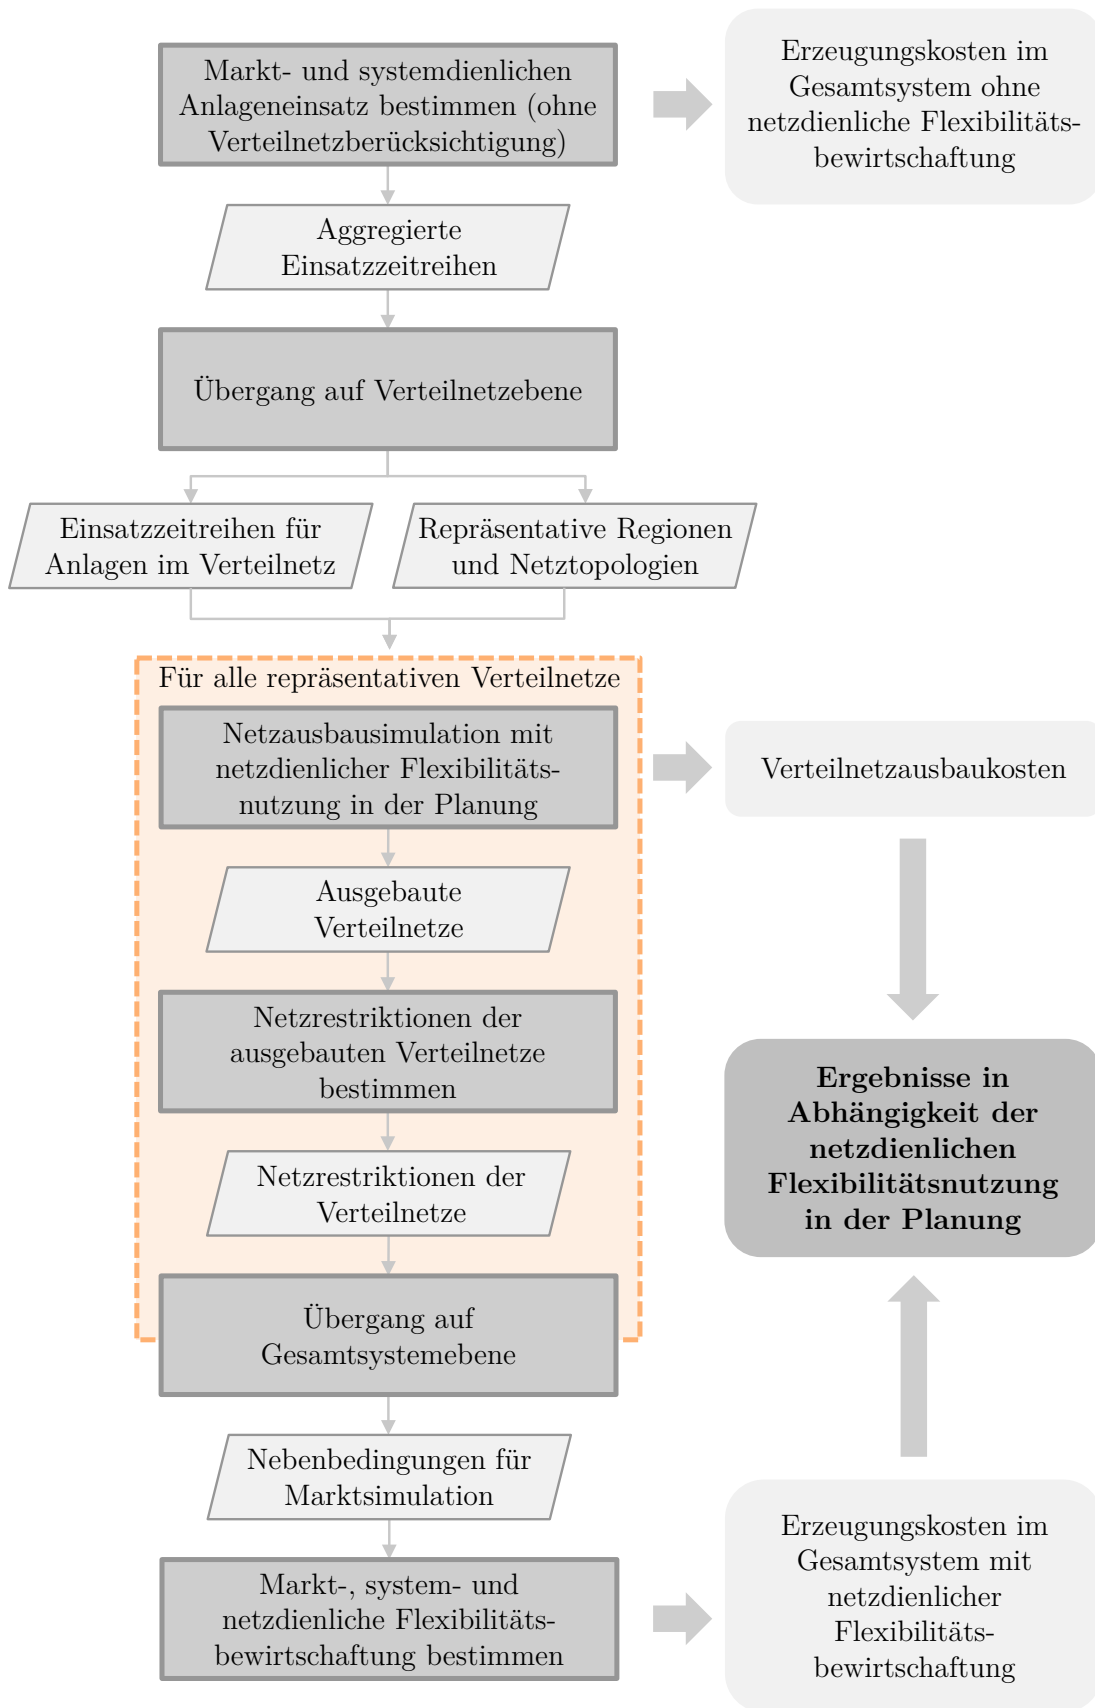 Markt- und systemdienlichen
Anlageneinsatz bestimmen (ohne
Verteilnetzberücksichtigung)
Erzeugungskosten im
Gesamtsystem ohne
netzdienliche Flexibilitäts-
bewirtschaftung
Aggregierte
Einsatzzeitreihen
Übergang auf Verteilnetzebene
Einsatzzeitreihen für
Anlagen im Verteilnetz
Repräsentative Regionen
und Netztopologien
Für alle repräsentativen Verteilnetze
Netzausbausimulation mit
netzdienlicher Flexibilitäts-
nutzung in der Planung
Verteilnetzausbaukosten
Ausgebaute
Verteilnetze
Netzrestriktionen der
ausgebauten Verteilnetze
bestimmen
Ergebnisse in
Abhängigkeit der
netzdienlichen
Flexibilitätsnutzung
in der Planung
Netzrestriktionen der
Verteilnetze
Übergang auf
Gesamtsystemebene
Nebenbedingungen für
Marktsimulation
Markt-, system- und
netzdienliche Flexibilitäts-
bewirtschaftung bestimmen
Erzeugungskosten im
Gesamtsystem mit
netzdienlicher
Flexibilitäts-
bewirtschaftung